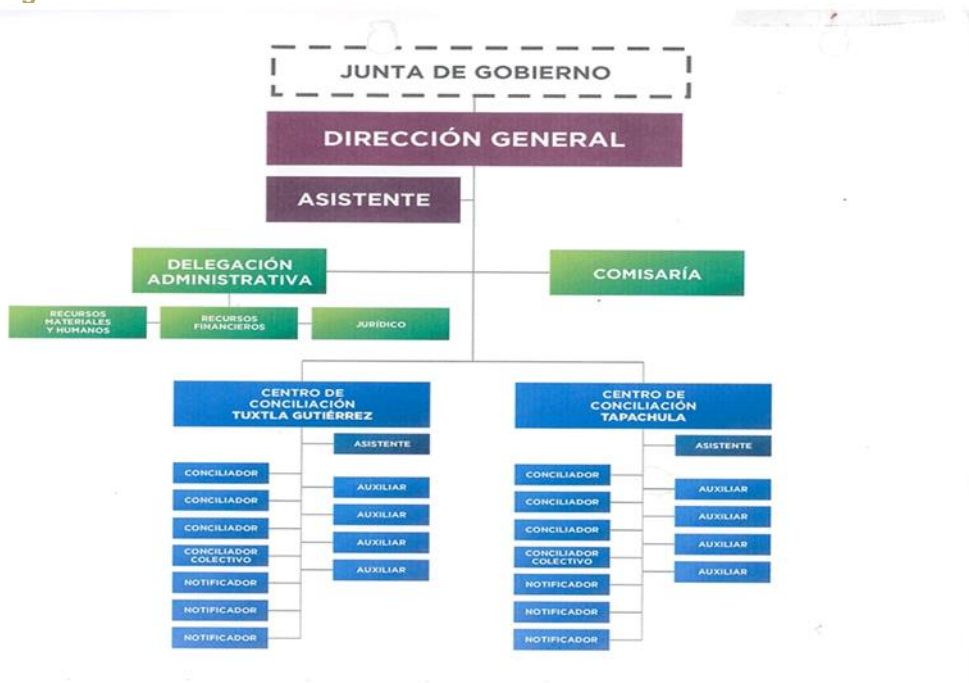 JUNTA DE GOBIERNO
DIRECCIÓN GENERAL
ASISTENTE
DELEGACIÓN
ADMINISTRATIVA
COMISARÍA
RECURSOS
MATERIALES
Y HUMANOS
RECURSOS
FINANCIEROS
JURÍDICO
CENTRO DE
CONCILIACIÓN
TUXTLA GUTIÉRREZ
ASISTENTE
CONCILIADOR
AUXILIAR
CONCILIADOR
AUXILIAR
CONCILIADOR
AUXILIAR
CONCILIADOR
COLECTIVO
AUXILIAR
NOTIFICADOR
NOTIFICADOR
NOTIFICADOR
CENTRO DE
CONCILIACIÓN
TAPACHULA
ASISTENTE
CONCILIADOR
AUXILIAR
CONCILIADOR
AUXILIAR
CONCILIADOR
AUXILIAR
CONCILIADOR
COLECTIVO
AUXILIAR
NOTIFICADOR
NOTIFICADOR
NOTIFICADOR